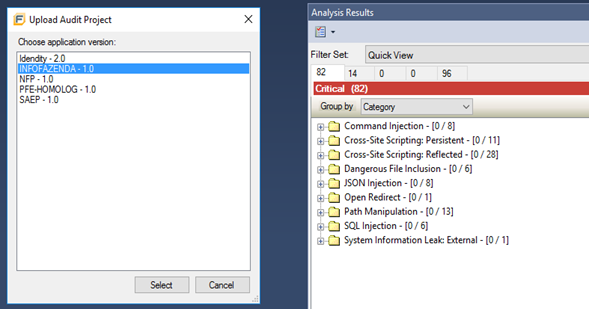 Upload Audit Project
Choose application version:
Idendity - 2.0
INFOFAZENDA - 1.0
NFP - 1.0
PFE-HOMOLOG - 1.0
SAEP - 1.0
Select
Cancel
Analysis Results
Filter Set:
Quick View
82
14
0
0
96
Critical (82)
Group by
Category
Command Injection - [0 / 8]
Cross-Site Scripting: Persistent - [0 / 11]
Cross-Site Scripting: Reflected - [0 / 28]
Dangerous File Inclusion - [0 / 6]
JSON Injection - [0 / 8]
Open Redirect - [0 / 1]
Path Manipulation - [0 / 13]
SQL Injection - [0 / 6]
System Information Leak: External - [0 / 1]